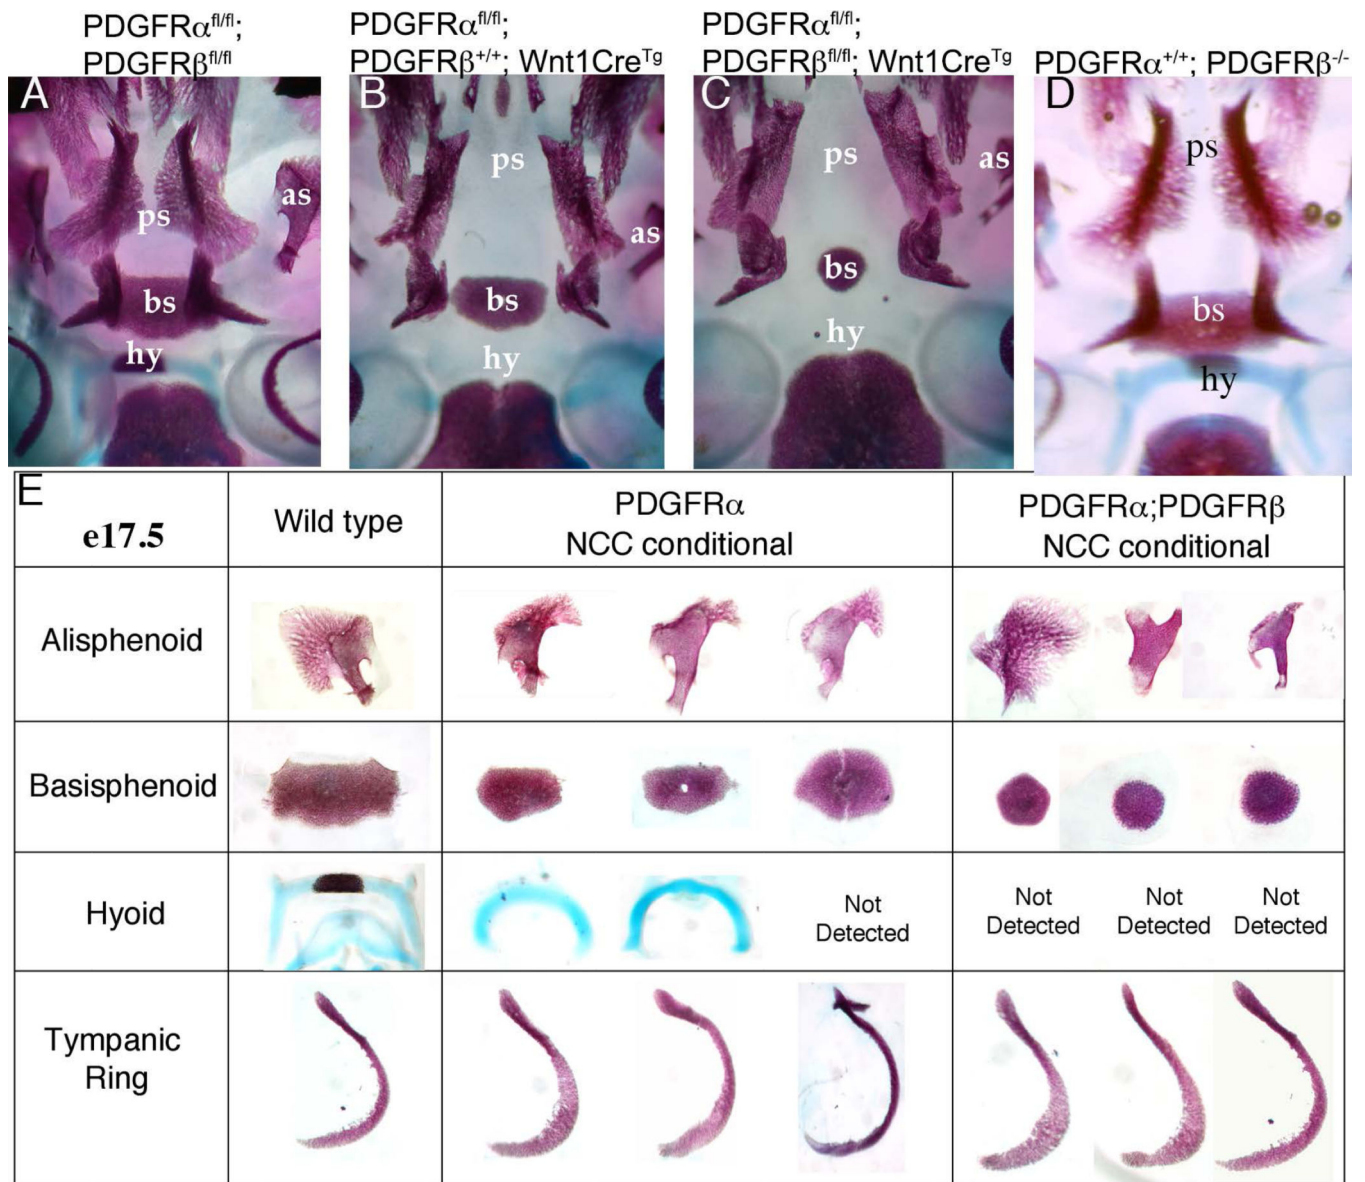 PDGFRα^fl/fl;
PDGFRβ^fl/fl
PDGFRα^fl/fl;
PDGFRβ^+/+; Wnt1Cre^Tg
PDGFRα^fl/fl;
PDGFRβ^fl/fl; Wnt1Cre^Tg
PDGFRα^+/+; PDGFRβ^-/-
A
as
ps
bs
hy
B
ps
as
bs
hy
C
ps
as
bs
hy
D
ps
bs
hy
E
e17.5
Wild type
PDGFRα
NCC conditional
PDGFRα;PDGFRβ
NCC conditional
Alisphenoid
Basisphenoid
Hyoid
Not
Detected
Not
Detected
Not
Detected
Not
Detected
Tympanic
Ring